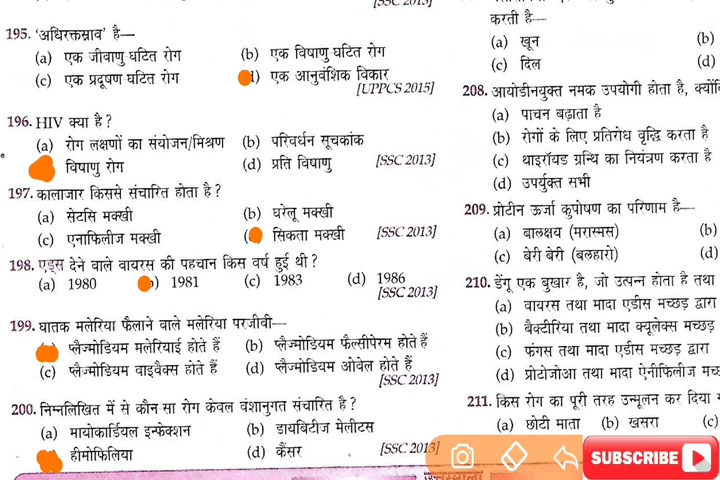 [SSC 2013]
195. ‘अधिरक्तस्राव’ है—
(a) एक जीवाणु घटित रोग (b) एक विषाणु घटित रोग
(c) एक प्रदूषण घटित रोग एक आनुवंशिक विकार
[UPPCS 2015]
196. HIV क्या है ?
(a) रोग लक्षणों का संयोजन/मिश्रण (b) परिवर्धन सूचकांक
विषाणु रोग (d) प्रति विषाणु [SSC 2013]
197. कालाजार किससे संचारित होता है ?
(a) सेटसि मक्खी (b) घरेलू मक्खी
(c) एनाफिलीज मक्खी सिकता मक्खी [SSC 2013]
198. एड्स देने वाले वायरस की पहचान किस वर्ष हुई थी ?
(a) 1980 1981 (c) 1983 (d) 1986
[SSC 2013]
199. घातक मलेरिया फैलाने वाले मलेरिया परजीवी—
प्लैज्मोडियम मलेरियाई होते हैं (b) प्लैज्मोडियम फैल्सीपेरम होते हैं
(c) प्लैज्मोडियम वाइवैक्स होते हैं (d) प्लैज्मोडियम ओवेल होते हैं
[SSC 2013]
200. निम्नलिखित में से कौन सा रोग केवल वंशानुगत संचारित है ?
(a) मायोकार्डियल इन्फेक्शन (b) डायबिटीज मेलीटस
हीमोफिलिया (d) कैंसर [SSC 2013]
करती है—
(a) खून (b)
(c) दिल (d)
208. आयोडीनयुक्त नमक उपयोगी होता है, क्योंकि
(a) पाचन बढ़ाता है
(b) रोगों के लिए प्रतिरोध वृद्धि करता है
(c) थाइरॉयड ग्रन्थि का नियंत्रण करता है
(d) उपर्युक्त सभी
209. प्रोटीन ऊर्जा कुपोषण का परिणाम है—
(a) बालक्षय (मरास्मस) (b)
(c) बेरी बेरी (बलहारो) (d)
210. डेंगू एक बुखार है, जो उत्पन्न होता है तथा
(a) वायरस तथा मादा एडीस मच्छड़ द्वारा
(b) बैक्टीरिया तथा मादा क्यूलेक्स मच्छड़
(c) फंगस तथा मादा एडीस मच्छड़ द्वारा
(d) प्रोटोजोआ तथा मादा ऐनीफिलीज
211. किस रोग का पूरी तरह उन्मूलन कर दिया
(a) छोटी माता (b) खसरा (c)
SUBSCRIBE